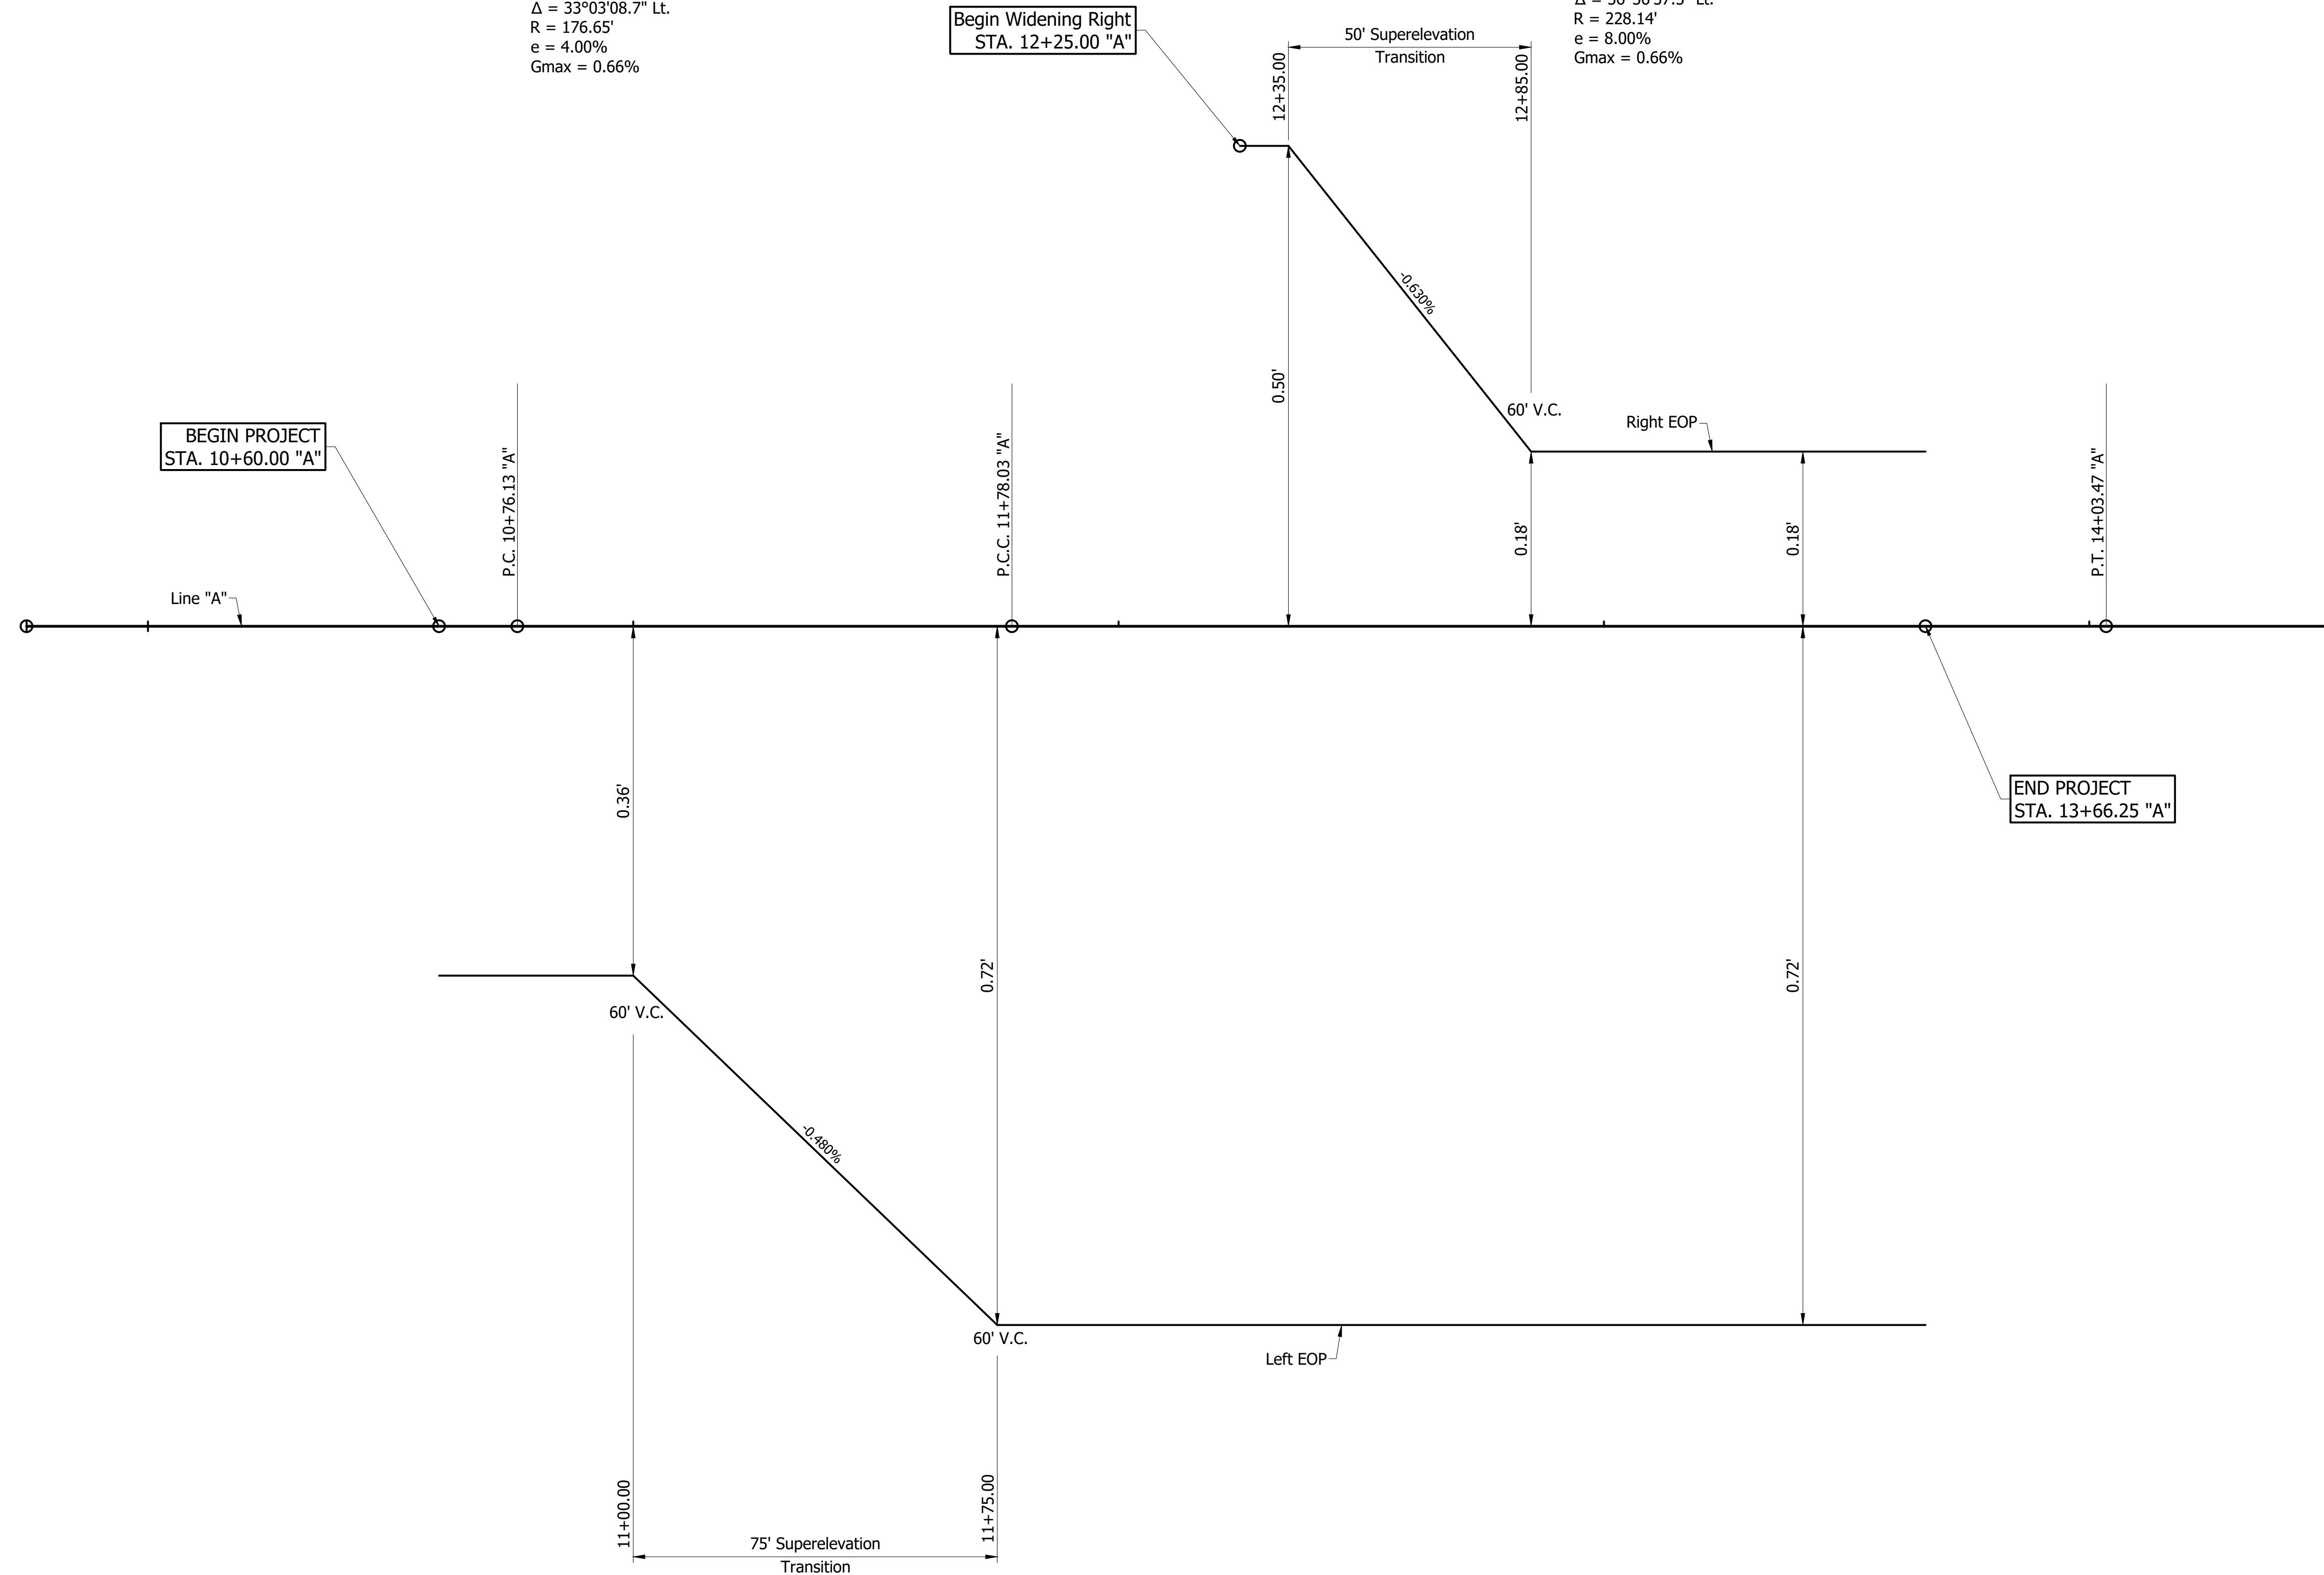 Δ = 33°03'08.7" Lt.
R = 176.65'
e = 4.00%
Gmax = 0.66%
Begin Widening Right
STA. 12+25.00 "A"
50' Superelevation
Transition
12+35.00
12+85.00
R = 228.14'
e = 8.00%
Gmax = 0.66%
-0.630%
0.50'
60' V.C.
Right EOP
BEGIN PROJECT
STA. 10+60.00 "A"
P.C. 10+76.13 "A"
P.C.C. 11+78.03 "A"
0.18'
0.18'
P.T. 14+03.47 "A"
Line "A"
0.36'
0.72'
0.72'
END PROJECT
STA. 13+66.25 "A"
60' V.C.
-0.480%
60' V.C.
Left EOP
11+00.00
11+75.00
75' Superelevation
Transition